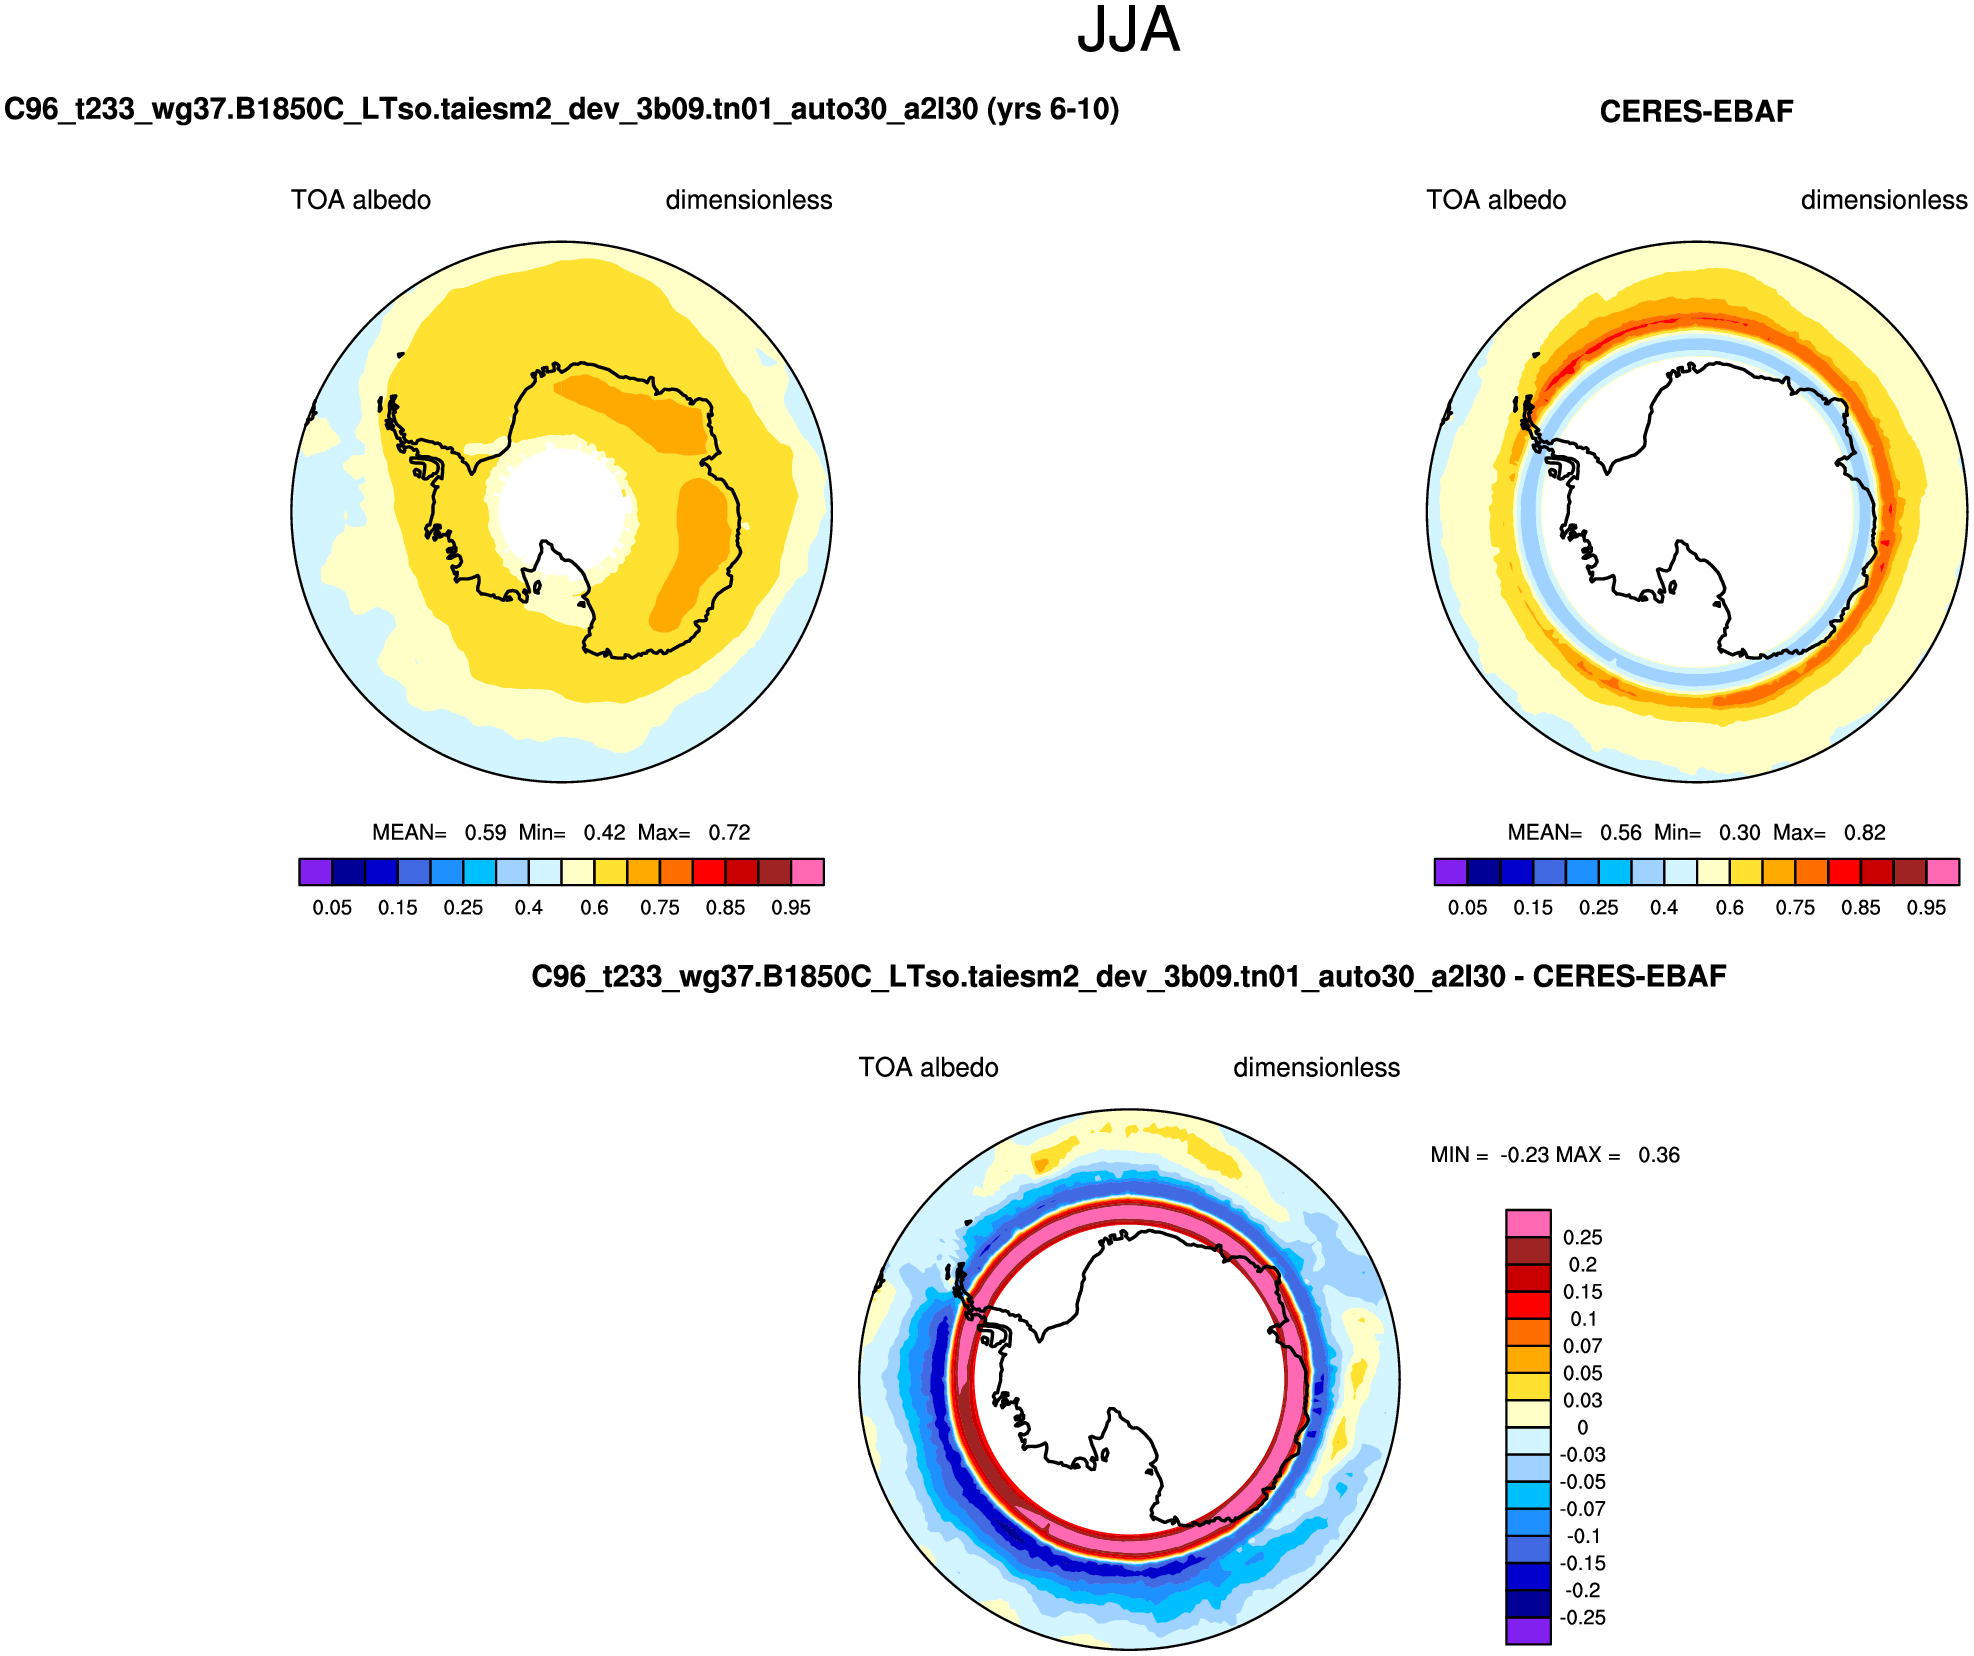 JJA
C96_t233_wg37.B1850C_LTso.taiesm2_dev_3b09.tn01_auto30_a2l30 (yrs 6-10)
CERES-EBAF
TOA albedo dimensionless
TOA albedo dimensionless
MEAN= 0.59 Min= 0.42 Max= 0.72
MEAN= 0.56 Min= 0.30 Max= 0.82
0.05 0.15 0.25 0.4 0.6 0.75 0.85 0.95
0.05 0.15 0.25 0.4 0.6 0.75 0.85 0.95
C96_t233_wg37.B1850C_LTso.taiesm2_dev_3b09.tn01_auto30_a2l30 - CERES-EBAF
TOA albedo dimensionless
MIN = -0.23 MAX = 0.36
0.25
0.2
0.15
0.1
0.07
0.05
0.03
0
-0.03
-0.05
-0.07
-0.1
-0.15
-0.2
-0.25